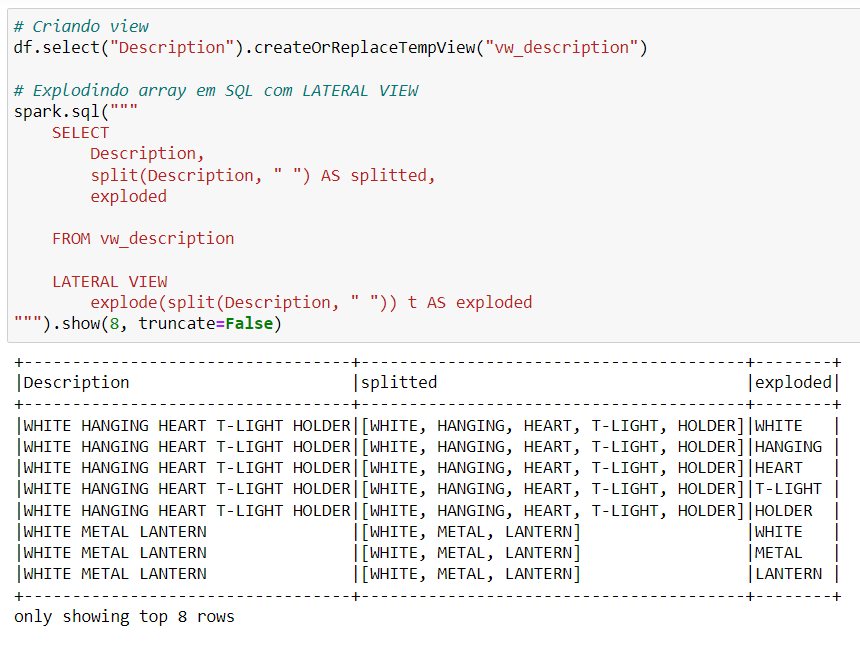 # Criando view
df.select("Description").createOrReplaceTempView("vw_description")
# Explodindo array em SQL com LATERAL VIEW
spark.sql("""
    SELECT
        Description,
        split(Description, " ") AS splitted,
        exploded
    FROM vw_description
    LATERAL VIEW
        explode(split(Description, " ")) t AS exploded
""").show(8, truncate=False)
+----------------------------------+----------------------------------------+--------+
|Description                       |splitted                                |exploded|
+----------------------------------+----------------------------------------+--------+
|WHITE HANGING HEART T-LIGHT HOLDER|[WHITE, HANGING, HEART, T-LIGHT, HOLDER]|WHITE   |
|WHITE HANGING HEART T-LIGHT HOLDER|[WHITE, HANGING, HEART, T-LIGHT, HOLDER]|HANGING |
|WHITE HANGING HEART T-LIGHT HOLDER|[WHITE, HANGING, HEART, T-LIGHT, HOLDER]|HEART   |
|WHITE HANGING HEART T-LIGHT HOLDER|[WHITE, HANGING, HEART, T-LIGHT, HOLDER]|T-LIGHT |
|WHITE HANGING HEART T-LIGHT HOLDER|[WHITE, HANGING, HEART, T-LIGHT, HOLDER]|HOLDER  |
|WHITE METAL LANTERN               |[WHITE, METAL, LANTERN]                 |WHITE   |
|WHITE METAL LANTERN               |[WHITE, METAL, LANTERN]                 |METAL   |
|WHITE METAL LANTERN               |[WHITE, METAL, LANTERN]                 |LANTERN |
+----------------------------------+----------------------------------------+--------+
only showing top 8 rows